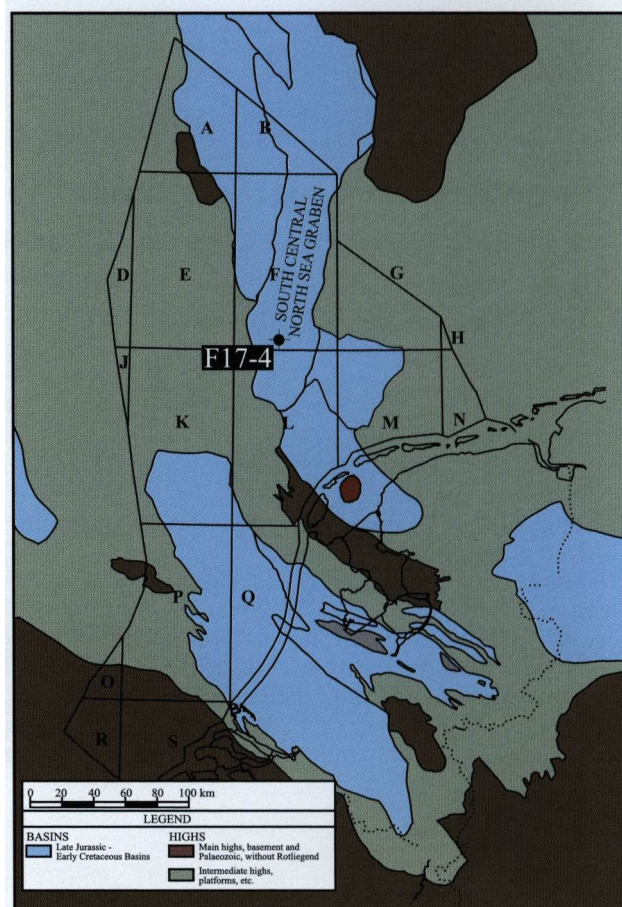 A
B
SOUTH CENTRAL
NORTH SEA GRABEN
D
E
F
G
H
J
F17-4
K
L
M
N
P
Q
O
R
S
0 20 40 60 80 100 km
LEGEND
BASINS
Late Jurassic -
Early Cretaceous Basins
HIGHS
Main highs, basement and
Palaeozoic, without Rotliegend
Intermediate highs,
platforms, etc.